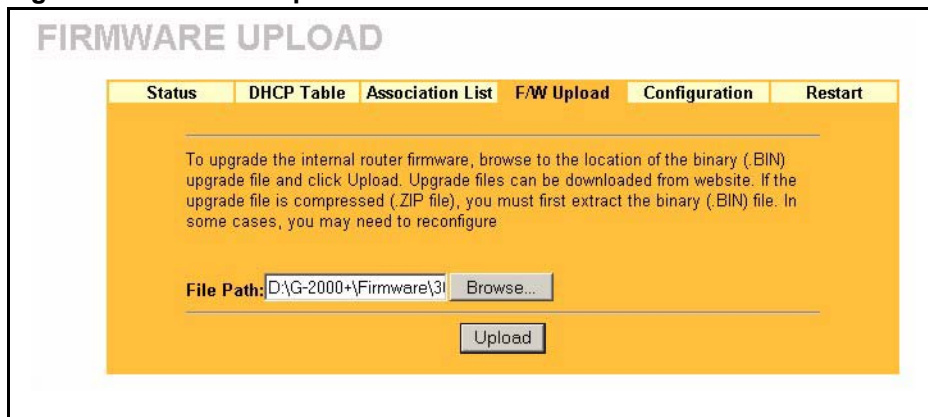 FIRMWARE UPLOAD
Status DHCP Table Association List F/W Upload Configuration Restart
To upgrade the internal router firmware, browse to the location of the binary (.BIN)
upgrade file and click Upload. Upgrade files can be downloaded from website. If the
upgrade file is compressed (.ZIP file), you must first extract the binary (.BIN) file. In
some cases, you may need to reconfigure
File Path: D:\G-2000+\Firmware\3 Browse...
Upload